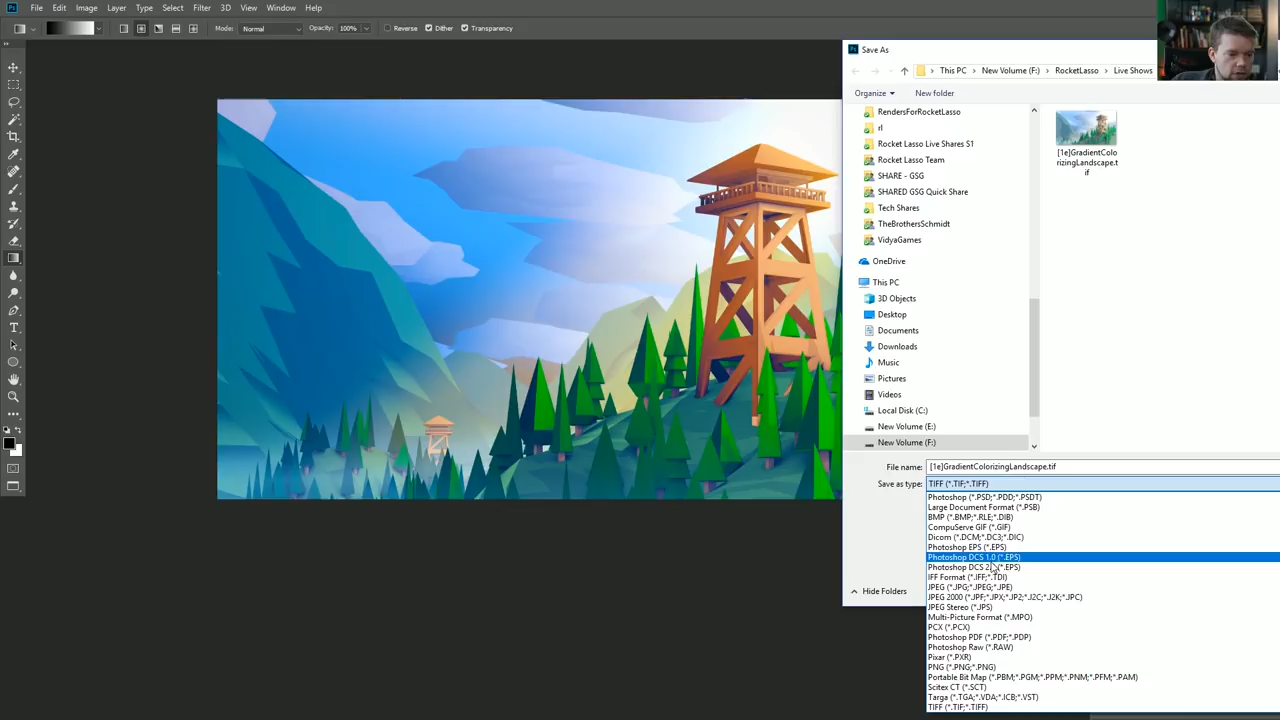 Ps File Edit Image Layer Type Select Filter 3D View Window Help
Mode: Normal Opacity: 100% Reverse Dither Transparency
Save As
This PC > New Volume (F:) > RocketLasso > Live Shows
Organize New folder
RendersForRocketLasso
rl
Rocket Lasso Live Shares S1
Rocket Lasso Team
SHARE - GSG
SHARED GSG Quick Share
Tech Shares
TheBrothersSchmidt
VidyaGames
OneDrive
This PC
3D Objects
Desktop
Documents
Downloads
Music
Pictures
Videos
Local Disk (C:)
New Volume (E:)
New Volume (F:)
[1e]GradientColo
rizingLandscape.t
if
File name: [1e]GradientColorizingLandscape.tif
Save as type: TIFF (*.TIF;*.TIFF)
Photoshop (*.PSD;*.PDD;*.PSDT)
Large Document Format (*.PSB)
BMP (*.BMP;*.RLE;*.DIB)
CompuServe GIF (*.GIF)
Dicom (*.DCM;*.DC3;*.DIC)
Photoshop EPS (*.EPS)
Photoshop DCS 1.0 (*.EPS)
Photoshop DCS 2. (*.EPS)
IFF Format (*.IFF;*.TDI)
JPEG (*.JPG;*.JPEG;*.JPE)
JPEG 2000 (*.JPF;*.JPX;*.JP2;*.J2C;*.J2K;*.JPC)
JPEG Stereo (*.JPS)
Multi-Picture Format (*.MPO)
PCX (*.PCX)
Photoshop PDF (*.PDF;*.PDP)
Photoshop Raw (*.RAW)
Pixar (*.PXR)
PNG (*.PNG;*.PNG)
Portable Bit Map (*.PBM;*.PGM;*.PPM;*.PNM;*.PFM;*.PAM)
Scitex CT (*.SCT)
Targa (*.TGA;*.VDA;*.ICB;*.VST)
TIFF (*.TIF;*.TIFF)
Hide Folders